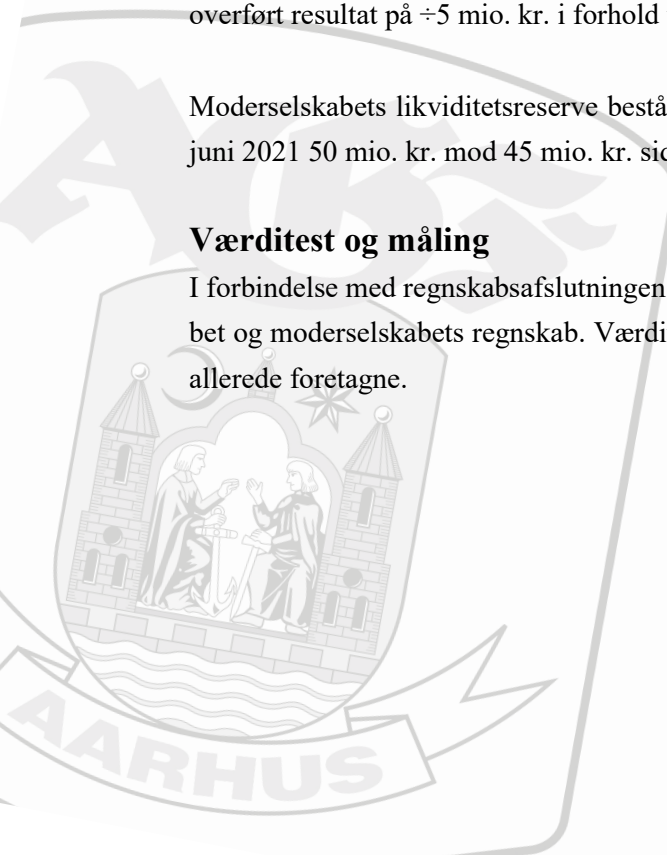 overført resultat på ÷5 mio. kr. i forhold
Moderselskabets likviditetsreserve bestå
juni 2021 50 mio. kr. mod 45 mio. kr. sid
Værditest og måling
I forbindelse med regnskabsafslutningen
bet og moderselskabets regnskab. Værdi
allerede foretagne.
AGF
AARHUS